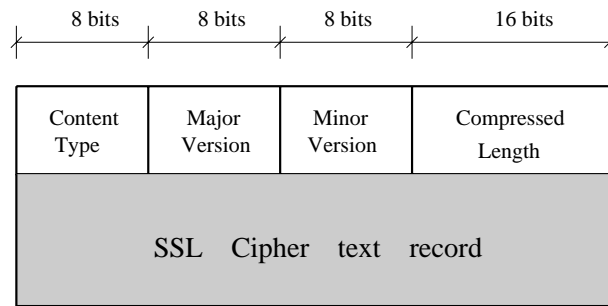 8 bits 8 bits 8 bits 16 bits
Content Type
Major Version
Minor Version
Compressed Length
SSL Cipher text record